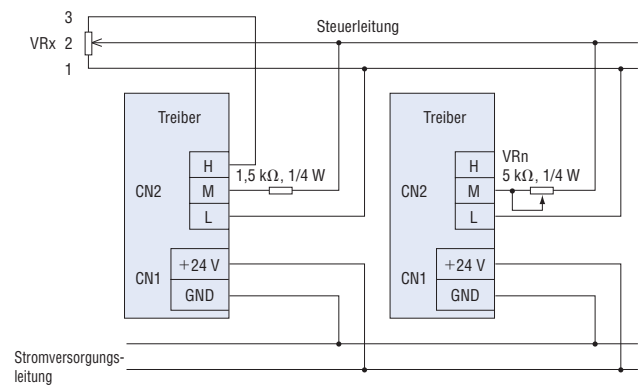 3
Steuerleitung
VRx 2
1
Treiber
Treiber
H
1,5 kΩ, 1/4 W
CN2
M
L
H
VRn
5 kΩ, 1/4 W
CN2
M
L
+24 V
CN1
GND
+24 V
CN1
GND
Stromversorgungs-
leitung